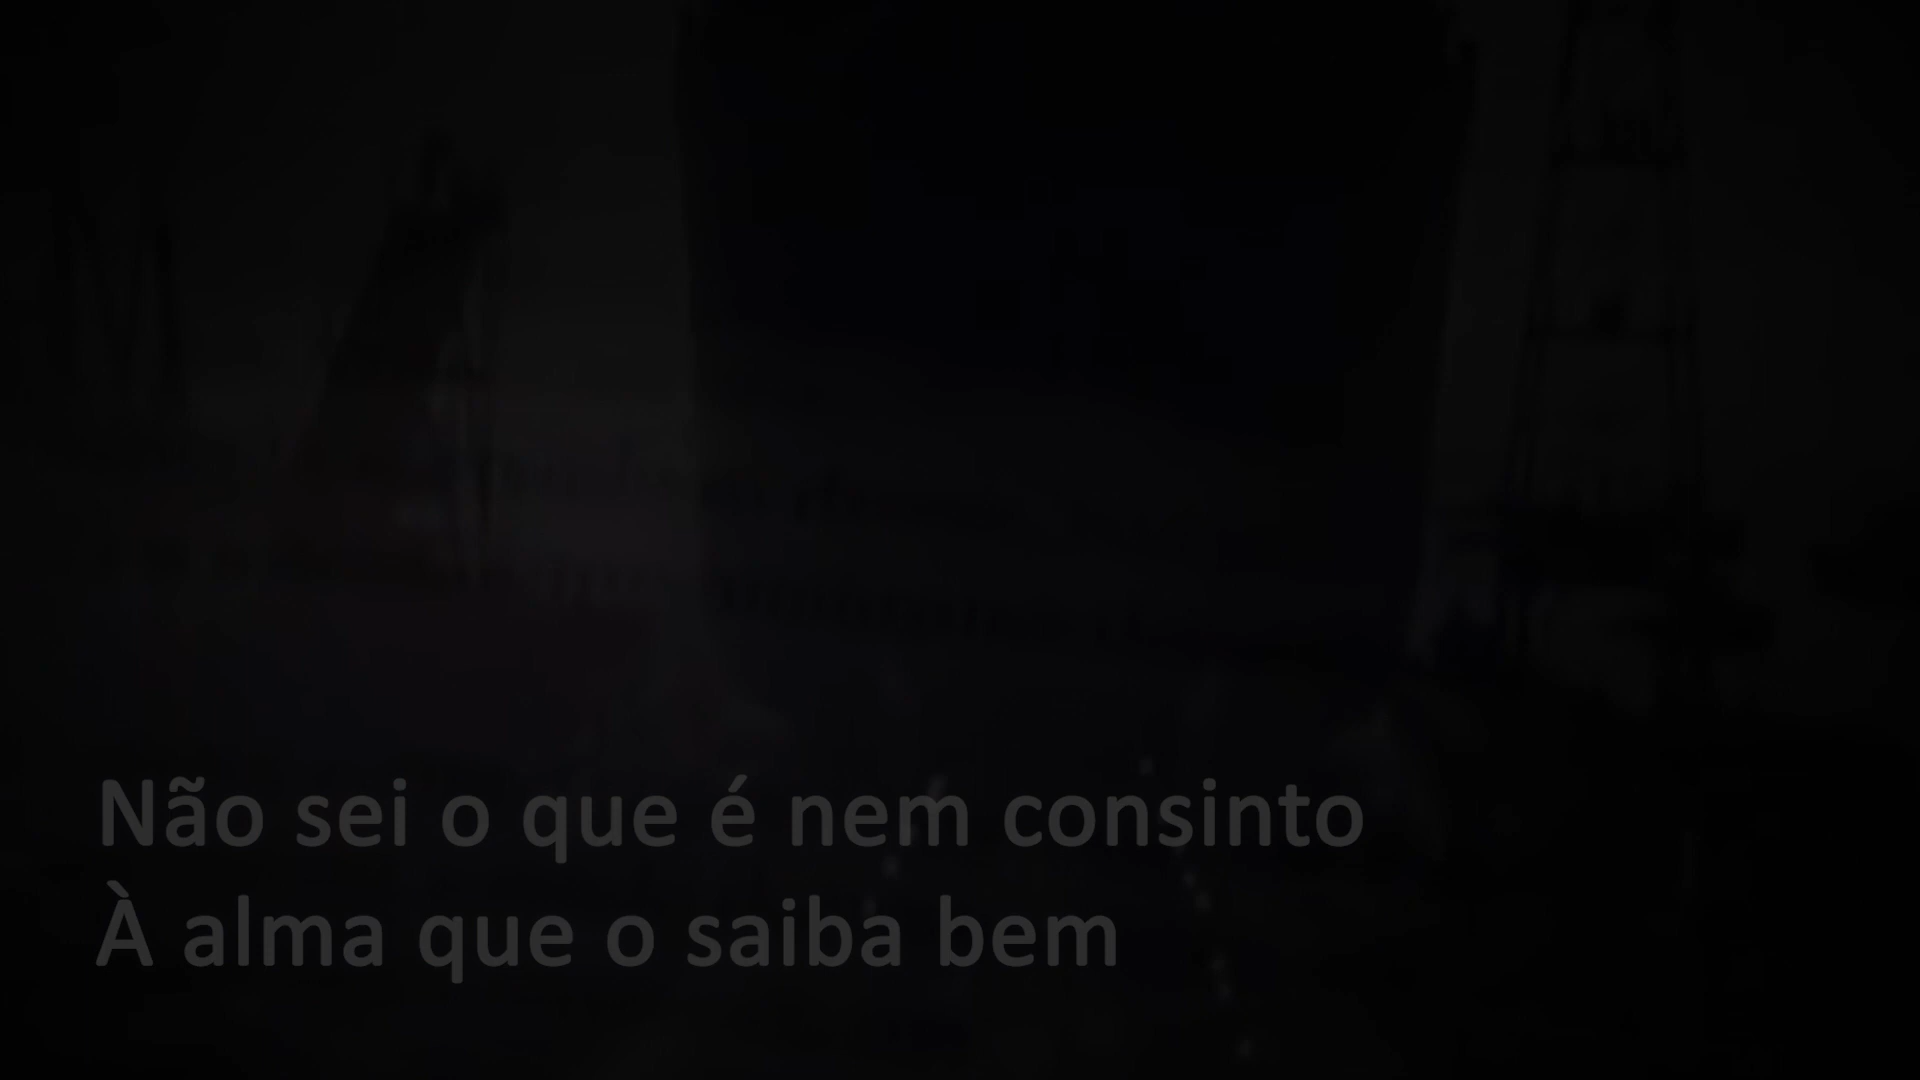 Não sei o que é nem consinto
À alma que o saiba bem